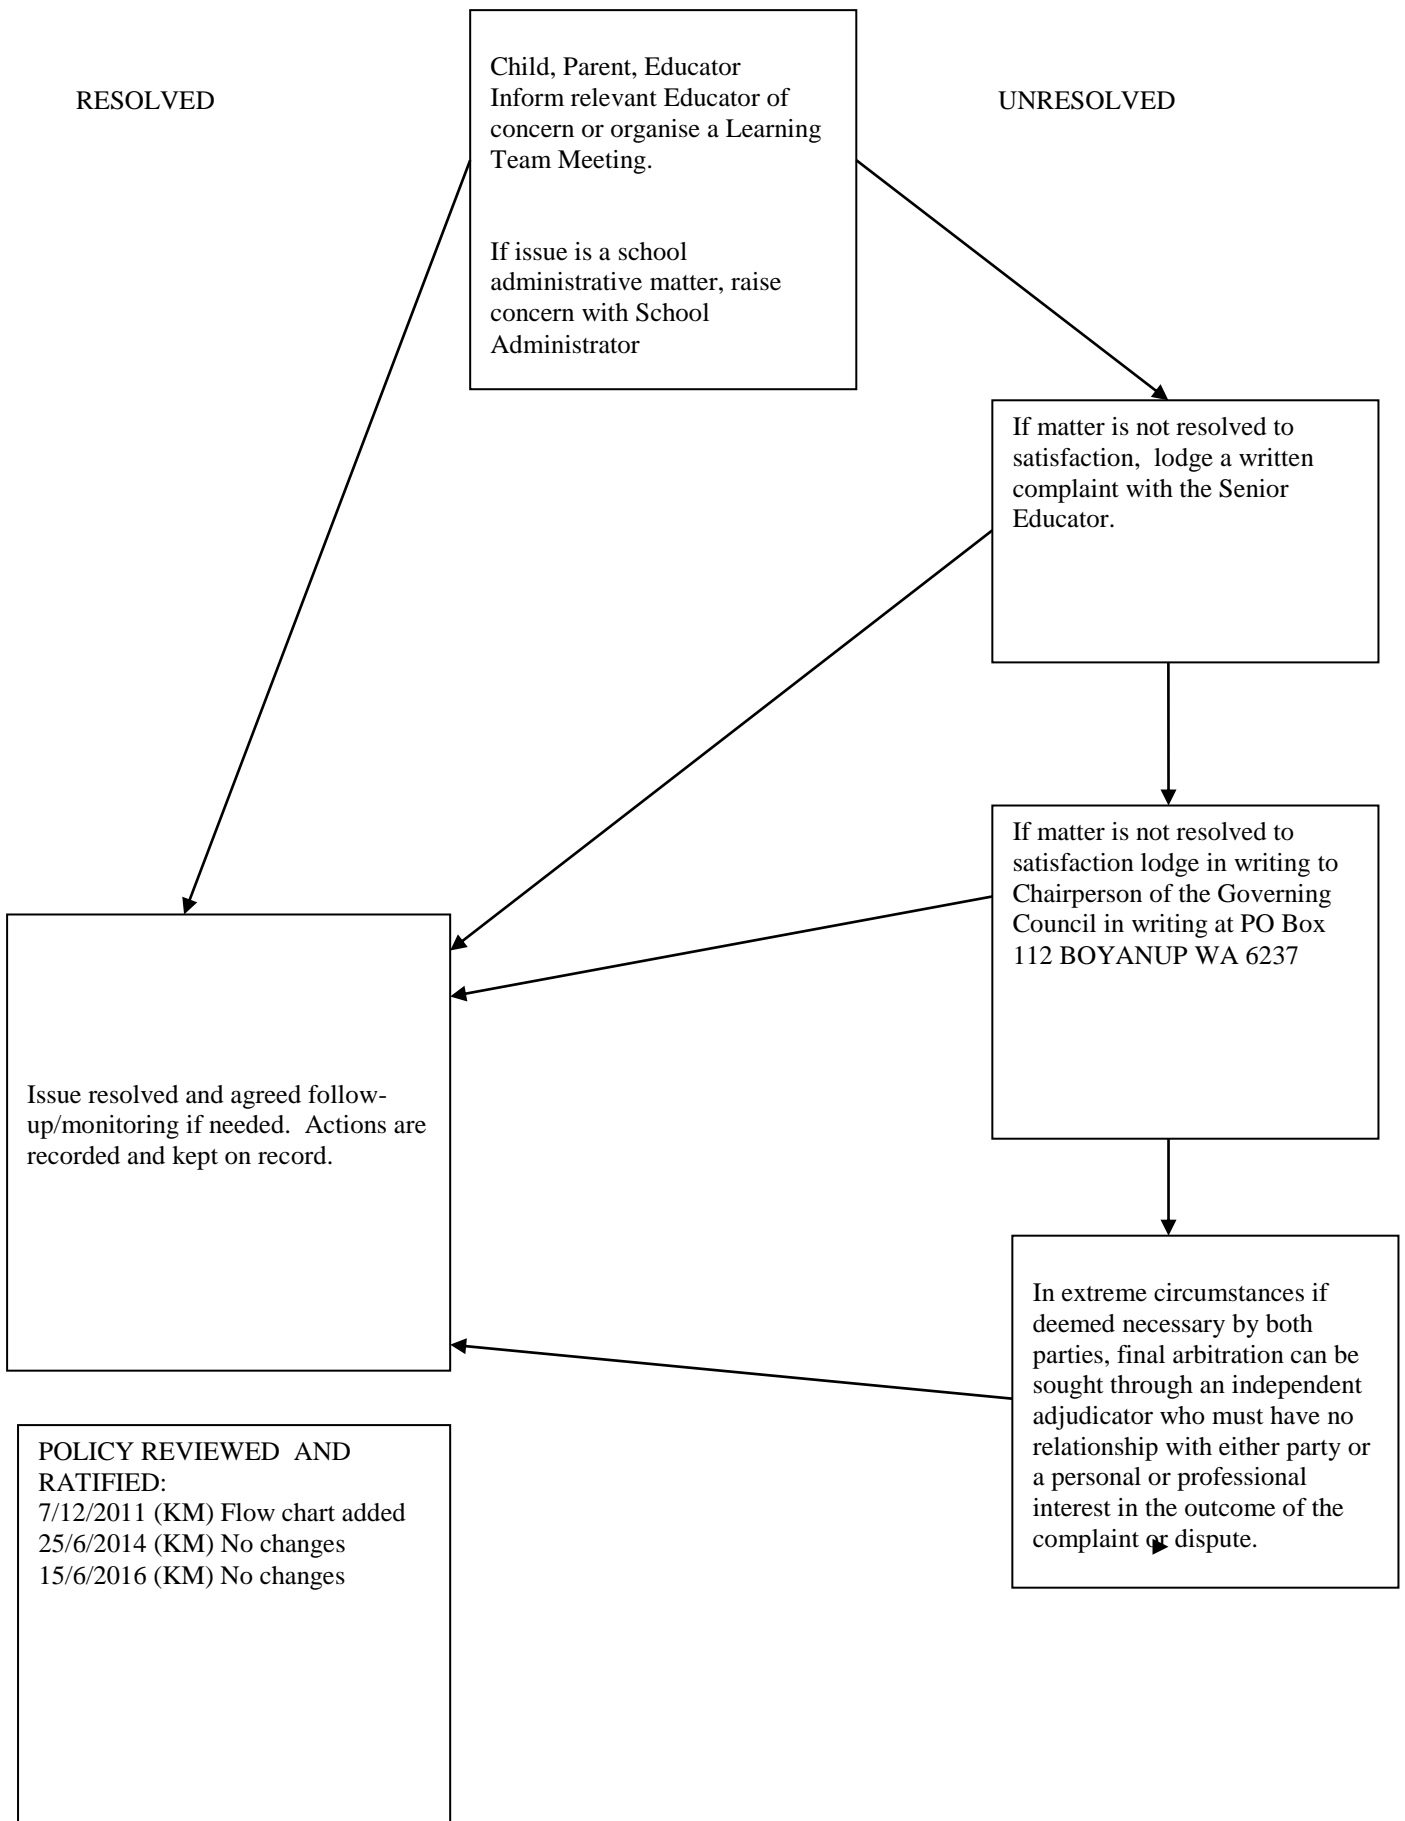 RESOLVED
Child, Parent, Educator
Inform relevant Educator of
concern or organise a Learning
Team Meeting.
If issue is a school
administrative matter, raise
concern with School
Administrator
UNRESOLVED
If matter is not resolved to
satisfaction,  lodge a written
complaint with the Senior
Educator.
If matter is not resolved to
satisfaction lodge in writing to
Chairperson of the Governing
Council in writing at PO Box
112 BOYANUP WA 6237
Issue resolved and agreed follow-
up/monitoring if needed.  Actions are
recorded and kept on record.
In extreme circumstances if
deemed necessary by both
parties, final arbitration can be
sought through an independent
adjudicator who must have no
relationship with either party or
a personal or professional
interest in the outcome of the
complaint or dispute.
POLICY REVIEWED  AND
RATIFIED:
7/12/2011 (KM) Flow chart added
25/6/2014 (KM) No changes
15/6/2016 (KM) No changes